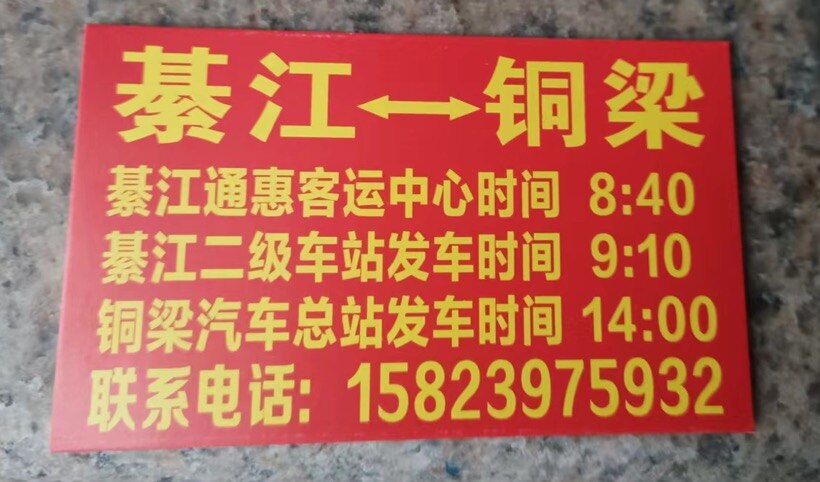 綦江↔铜梁
綦江通惠客运中心时间 8:40
綦江二级车站发车时间 9:10
铜梁汽车总站发车时间 14:00
联系电话: 15823975932